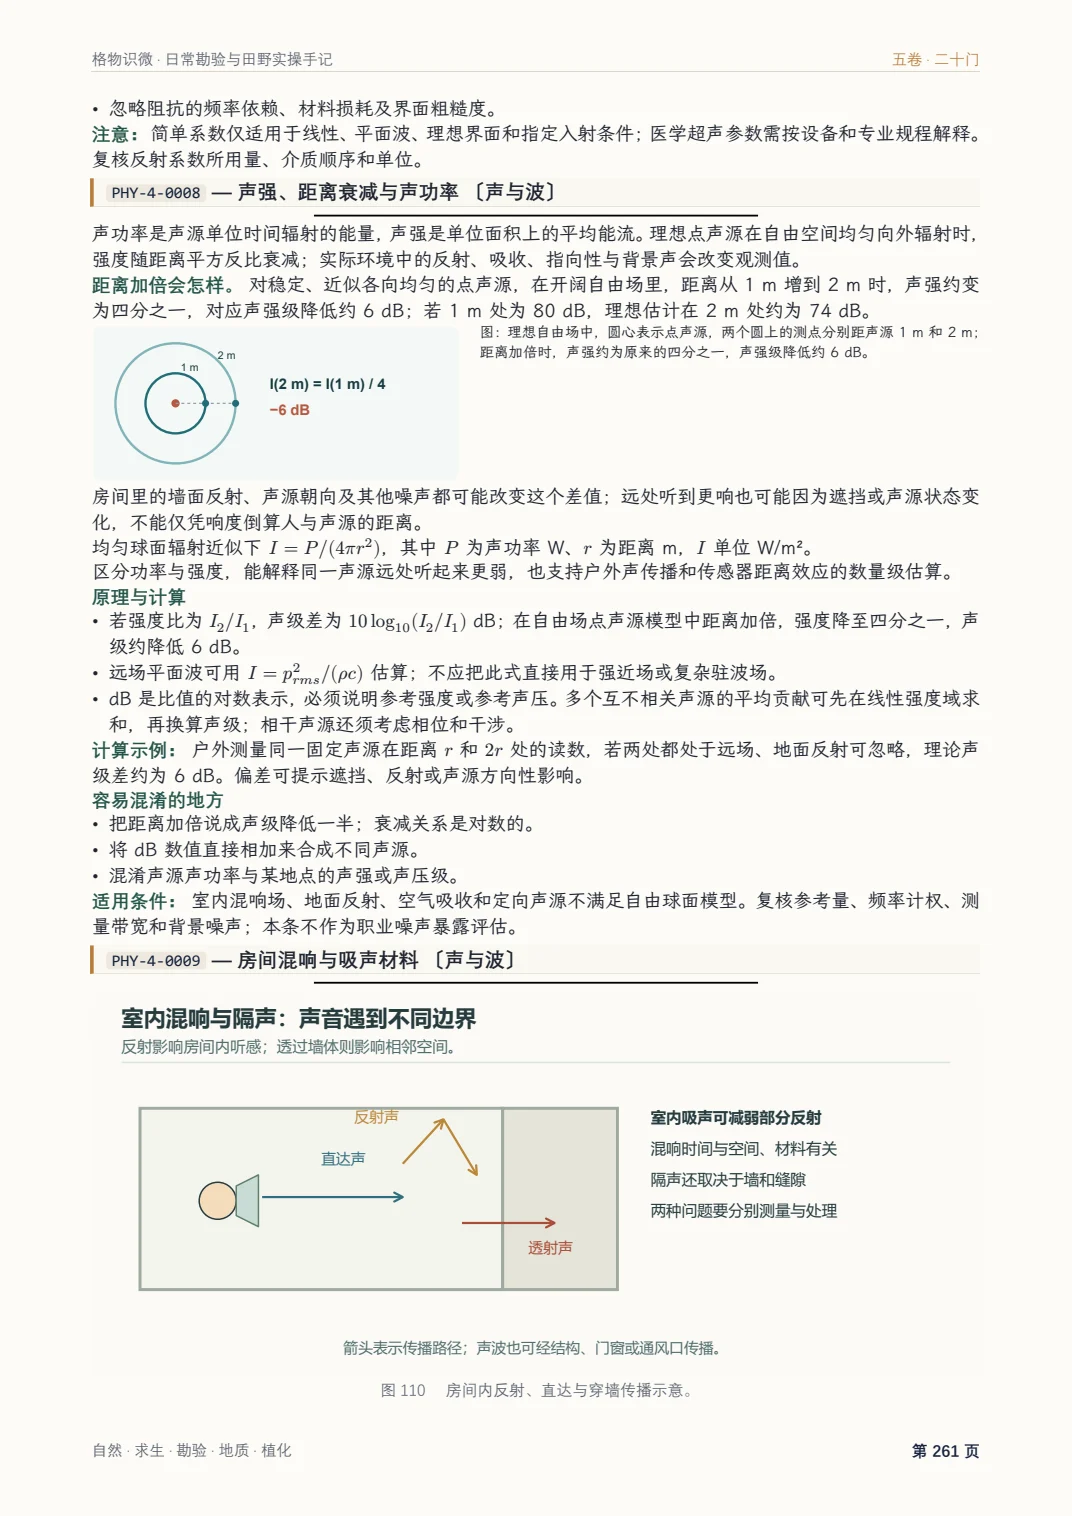 格物识微 · 日常勘验与田野实操手记
五卷 · 二十门
• 忽略阻抗的频率依赖、材料损耗及界面粗糙度。
注意：简单系数仅适用于线性、平面波、理想界面和指定入射条件；医学超声参数需按设备和专业规程解释。
复核反射系数所用量、介质顺序和单位。
PHY-4-0008 — 声强、距离衰减与声功率〔声与波〕
声功率是声源单位时间辐射的能量，声强是单位面积上的平均能流。理想点声源在自由空间均匀向外辐射时，
强度随距离平方反比衰减；实际环境中的反射、吸收、指向性与背景声会改变观测值。
距离加倍会怎样。 对稳定、近似各向均匀的点声源，在开阔自由场里，距离从 1 m 增到 2 m 时，声强约变
为四分之一，对应声强级降低约 6 dB；若 1 m 处为 80 dB，理想估计在 2 m 处约为 74 dB。
2 m
1 m
I(2 m) = I(1 m) / 4
−6 dB
图：理想自由场中，圆心表示点声源，两个圆上的测点分别距声源 1 m 和 2 m；
距离加倍时，声强约为原来的四分之一，声强级降低约 6 dB。
房间里的墙面反射、声源朝向及其他噪声都可能改变这个差值；远处听到更响也可能因为遮挡或声源状态变
化，不能仅凭响度倒算人与声源的距离。
均匀球面辐射近似下 I = P/(4πr²)，其中 P 为声功率 W、r 为距离 m，I 单位 W/m²。
区分功率与强度，能解释同一声源远处听起来更弱，也支持户外声传播和传感器距离效应的数量级估算。
原理与计算
• 若强度比为 I₂/I₁，声级差为 10 log₁₀(I₂/I₁) dB；在自由场点声源模型中距离加倍，强度降至四分之一，声
级约降低 6 dB。
• 远场平面波可用 I = p²_rms/(ρc) 估算；不应把此式直接用于强近场或复杂驻波场。
• dB 是比值的对数表示，必须说明参考强度或参考声压。多个互不相关声源的平均贡献可先在线性强度域求
和，再换算声级；相干声源还须考虑相位和干涉。
计算示例： 户外测量同一固定声源在距离 r 和 2r 处的读数，若两处都处于远场、地面反射可忽略，理论声
级差约为 6 dB。偏差可提示遮挡、反射或声源方向性影响。
容易混淆的地方
• 把距离加倍说成声级降低一半；衰减关系是对数的。
• 将 dB 数值直接相加来合成不同声源。
• 混淆声源声功率与某地点的声强或声压级。
适用条件： 室内混响场、地面反射、空气吸收和定向声源不满足自由球面模型。复核参考量、频率计权、测
量带宽和背景噪声；本条不作为职业噪声暴露评估。
PHY-4-0009 — 房间混响与吸声材料〔声与波〕
室内混响与隔声：声音遇到不同边界
反射影响房间内听感；透过墙体则影响相邻空间。
反射声
直达声
透射声
室内吸声可减弱部分反射
混响时间与空间、材料有关
隔声还取决于墙和缝隙
两种问题要分别测量与处理
箭头表示传播路径；声波也可经结构、门窗或通风口传播。
图 110 房间内反射、直达与穿墙传播示意。
自然 · 求生 · 勘验 · 地质 · 植化
第 261 页